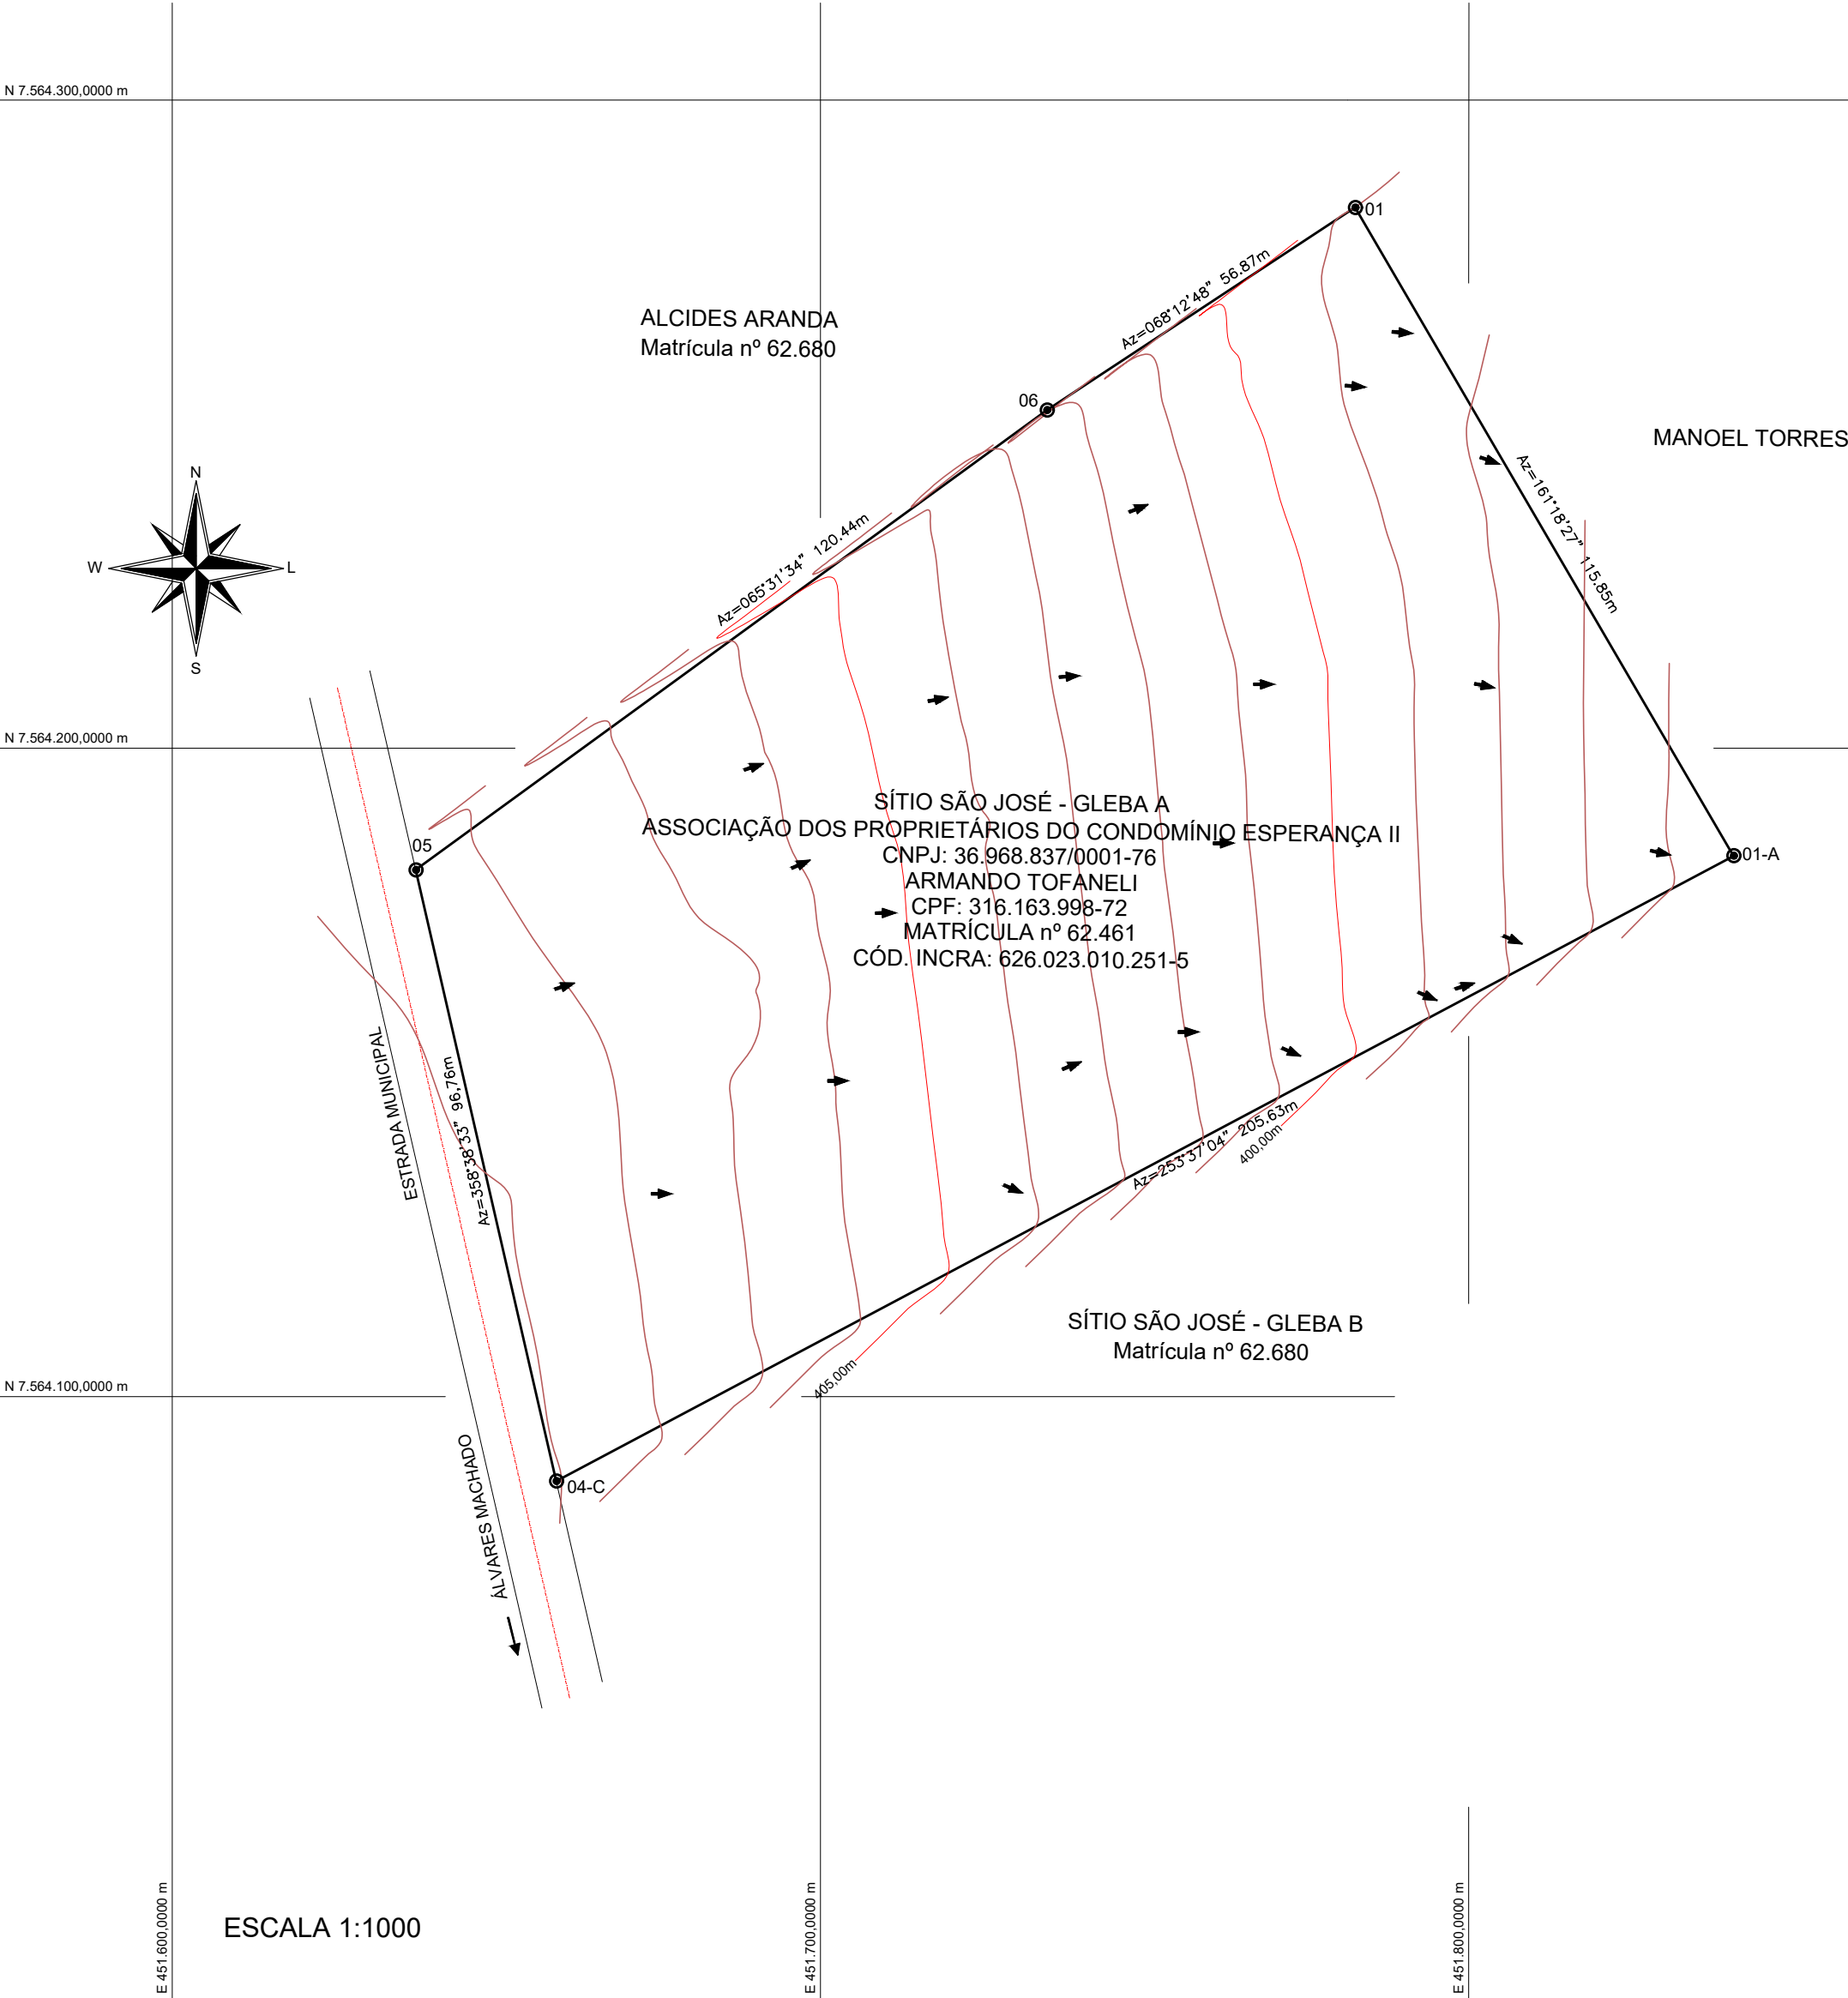 N 7.564.300,0000 m
01
Az=068°12'48" 56.87m
ALCIDES ARANDA
Matrícula nº 62.680
06
MANOEL TORRES
Az=161°18'27" 115.85m
N
W
L
S
Az=065°31'34" 120.44m
N 7.564.200,0000 m
SÍTIO SÃO JOSÉ - GLEBA A
ASSOCIAÇÃO DOS PROPRIETÁRIOS DO CONDOMÍNIO ESPERANÇA II
CNPJ: 36.968.837/0001-76
ARMANDO TOFANELI
CPF: 316.163.998-72
MATRÍCULA nº 62.461
CÓD. INCRA: 626.023.010.251-5
05
01-A
ESTRADA MUNICIPAL
Az=358°38'33" 96,76m
Az=253°37'04" 205.63m
400,00m
SÍTIO SÃO JOSÉ - GLEBA B
Matrícula nº 62.680
405,00m
N 7.564.100,0000 m
04-C
ÁLVARES MACHADO
E 451.600,0000 m
E 451.700,0000 m
E 451.800,0000 m
ESCALA 1:1000